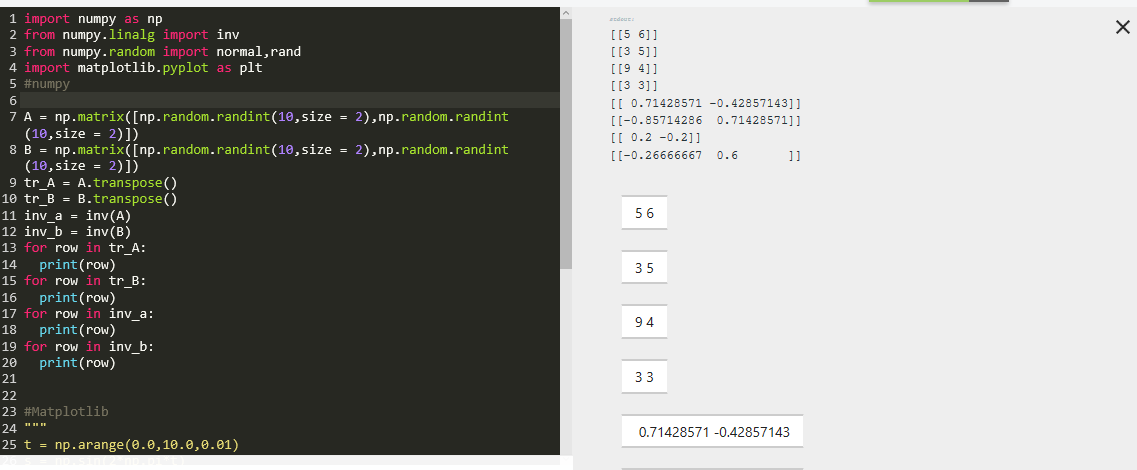 1 import numpy as np
2 from numpy.linalg import inv
3 from numpy.random import normal,rand
4 import matplotlib.pyplot as plt
5 #numpy
6
7 A = np.matrix([np.random.randint(10,size = 2),np.random.randint
(10,size = 2)])
8 B = np.matrix([np.random.randint(10,size = 2),np.random.randint
(10,size = 2)])
9 tr_A = A.transpose()
10 tr_B = B.transpose()
11 inv_a = inv(A)
12 inv_b = inv(B)
13 for row in tr_A:
14 print(row)
15 for row in tr_B:
16 print(row)
17 for row in inv_a:
18 print(row)
19 for row in inv_b:
20 print(row)
21
22
23 #Matplotlib
24 """
25 t = np.arange(0.0,10.0,0.01)
[[5 6]]
[[3 5]]
[[9 4]]
[[3 3]]
[[ 0.71428571 -0.42857143]]
[[-0.85714286 0.71428571]]
[[ 0.2 -0.2]]
[[-0.26666667 0.6 ]]
5 6
3 5
9 4
3 3
0.71428571 -0.42857143